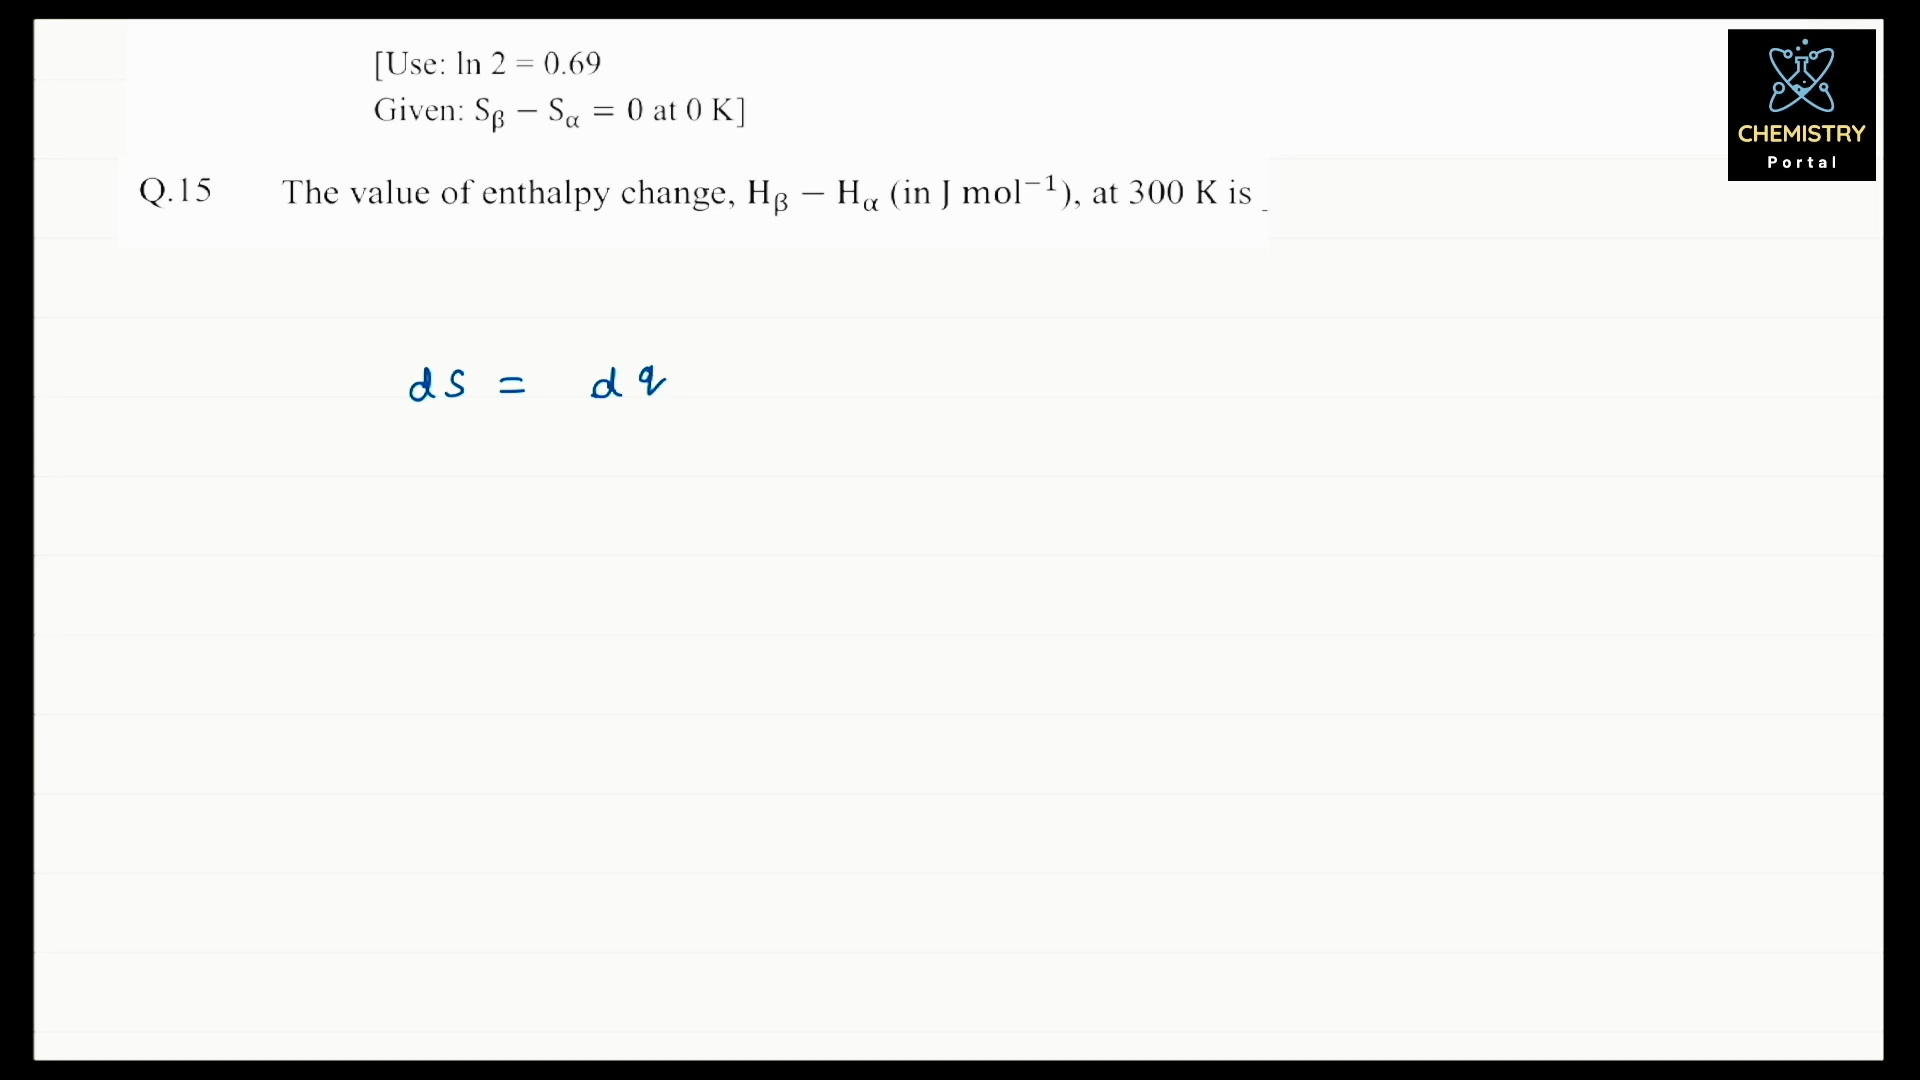 [Use: ln 2 = 0.69
Given: Sβ − Sα = 0 at 0 K]
Q.15 The value of enthalpy change, Hβ − Hα (in J mol⁻¹), at 300 K is _
CHEMISTRY
Portal
ds = dq